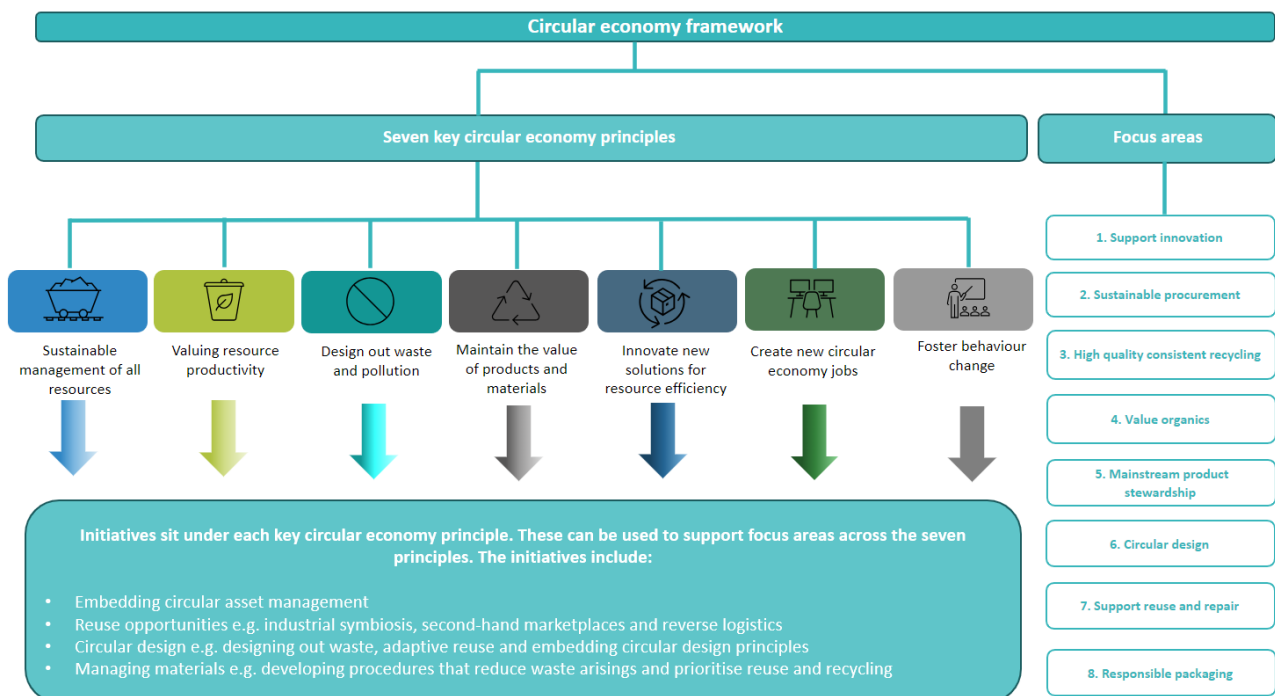 Circular economy framework
Seven key circular economy principles
Focus areas
Sustainable
management of all
resources
Valuing resource
productivity
Design out waste
and pollution
Maintain the value
of products and
materials
Innovate new
solutions for
resource efficiency
Create new circular
economy jobs
Foster behaviour
change
Initiatives sit under each key circular economy principle. These can be used to support focus areas across the seven
principles. The initiatives include:
• Embedding circular asset management
• Reuse opportunities e.g. industrial symbiosis, second-hand marketplaces and reverse logistics
• Circular design e.g. designing out waste, adaptive reuse and embedding circular design principles
• Managing materials e.g. developing procedures that reduce waste arisings and prioritise reuse and recycling
1. Support innovation
2. Sustainable procurement
3. High quality consistent recycling
4. Value organics
5. Mainstream product
stewardship
6. Circular design
7. Support reuse and repair
8. Responsible packaging